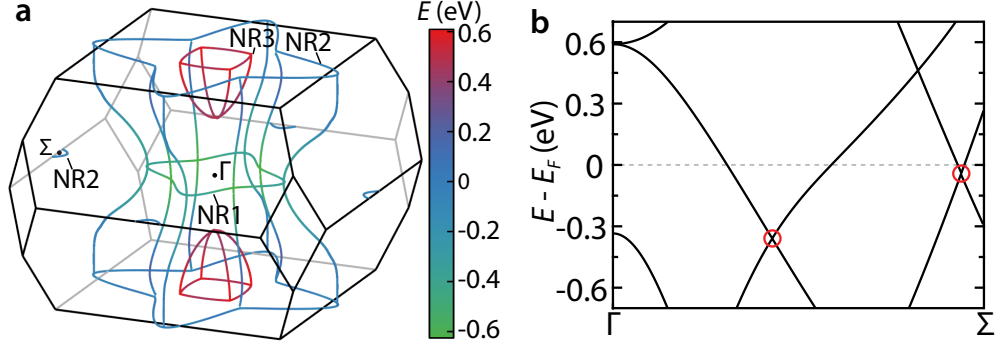 a
E (eV)
NR3
NR2
0.6
0.4
0.2
0
-0.2
-0.4
-0.6
Σ
NR2
Γ
NR1
b
E - E_F (eV)
0.6
0.3
0
-0.3
-0.6
Γ
Σ